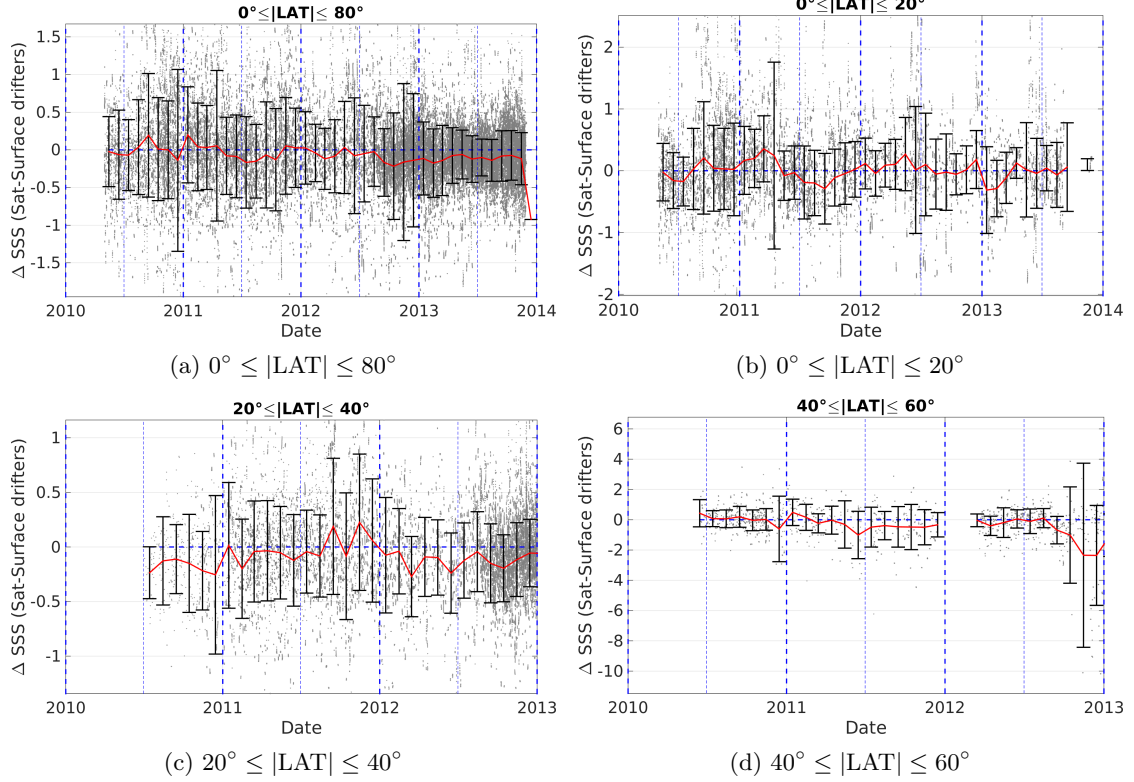 0°≤|LAT|≤ 80°
Δ SSS (Sat-Surface drifters)
1.5
1
0.5
0
-0.5
-1
-1.5
2010 2011 2012 2013 2014
Date
(a) 0° ≤ |LAT| ≤ 80°
0°≤|LAT|≤ 20°
Δ SSS (Sat-Surface drifters)
2
1
0
-1
-2
2010 2011 2012 2013 2014
Date
(b) 0° ≤ |LAT| ≤ 20°
20°≤|LAT|≤ 40°
Δ SSS (Sat-Surface drifters)
1
0.5
0
-0.5
-1
2010 2011 2012 2013
Date
(c) 20° ≤ |LAT| ≤ 40°
40°≤|LAT|≤ 60°
Δ SSS (Sat-Surface drifters)
6
4
2
0
-2
-4
-6
-8
-10
2010 2011 2012 2013
Date
(d) 40° ≤ |LAT| ≤ 60°